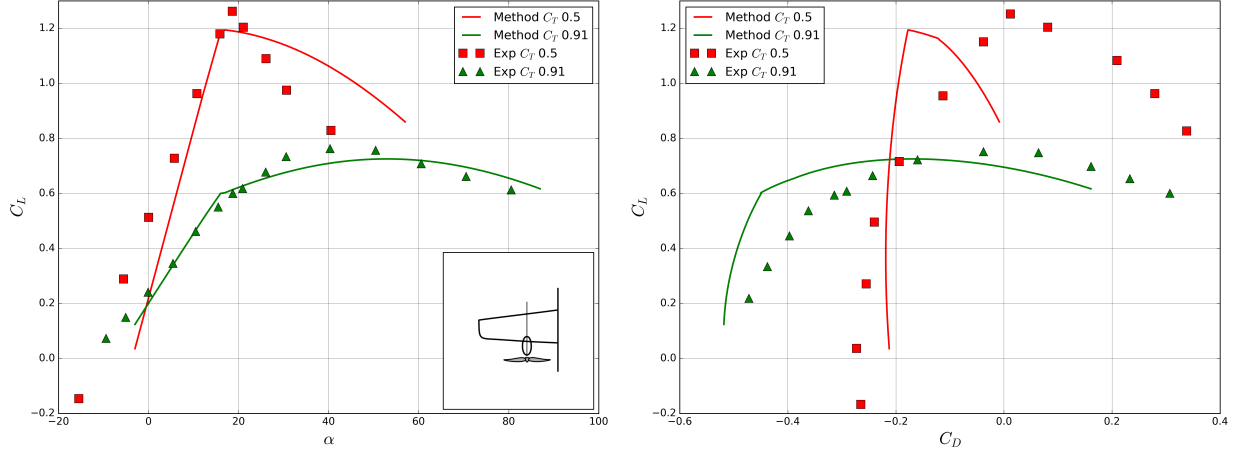 Method C_T 0.5
Method C_T 0.91
Exp C_T 0.5
Exp C_T 0.91
1.2
1.0
0.8
0.6
0.4
0.2
0.0
−0.2
C_L
−20 0 20 40 60 80 100
α
Method C_T 0.5
Method C_T 0.91
Exp C_T 0.5
Exp C_T 0.91
1.2
1.0
0.8
0.6
0.4
0.2
0.0
−0.2
C_L
−0.6 −0.4 −0.2 0.0 0.2 0.4
C_D